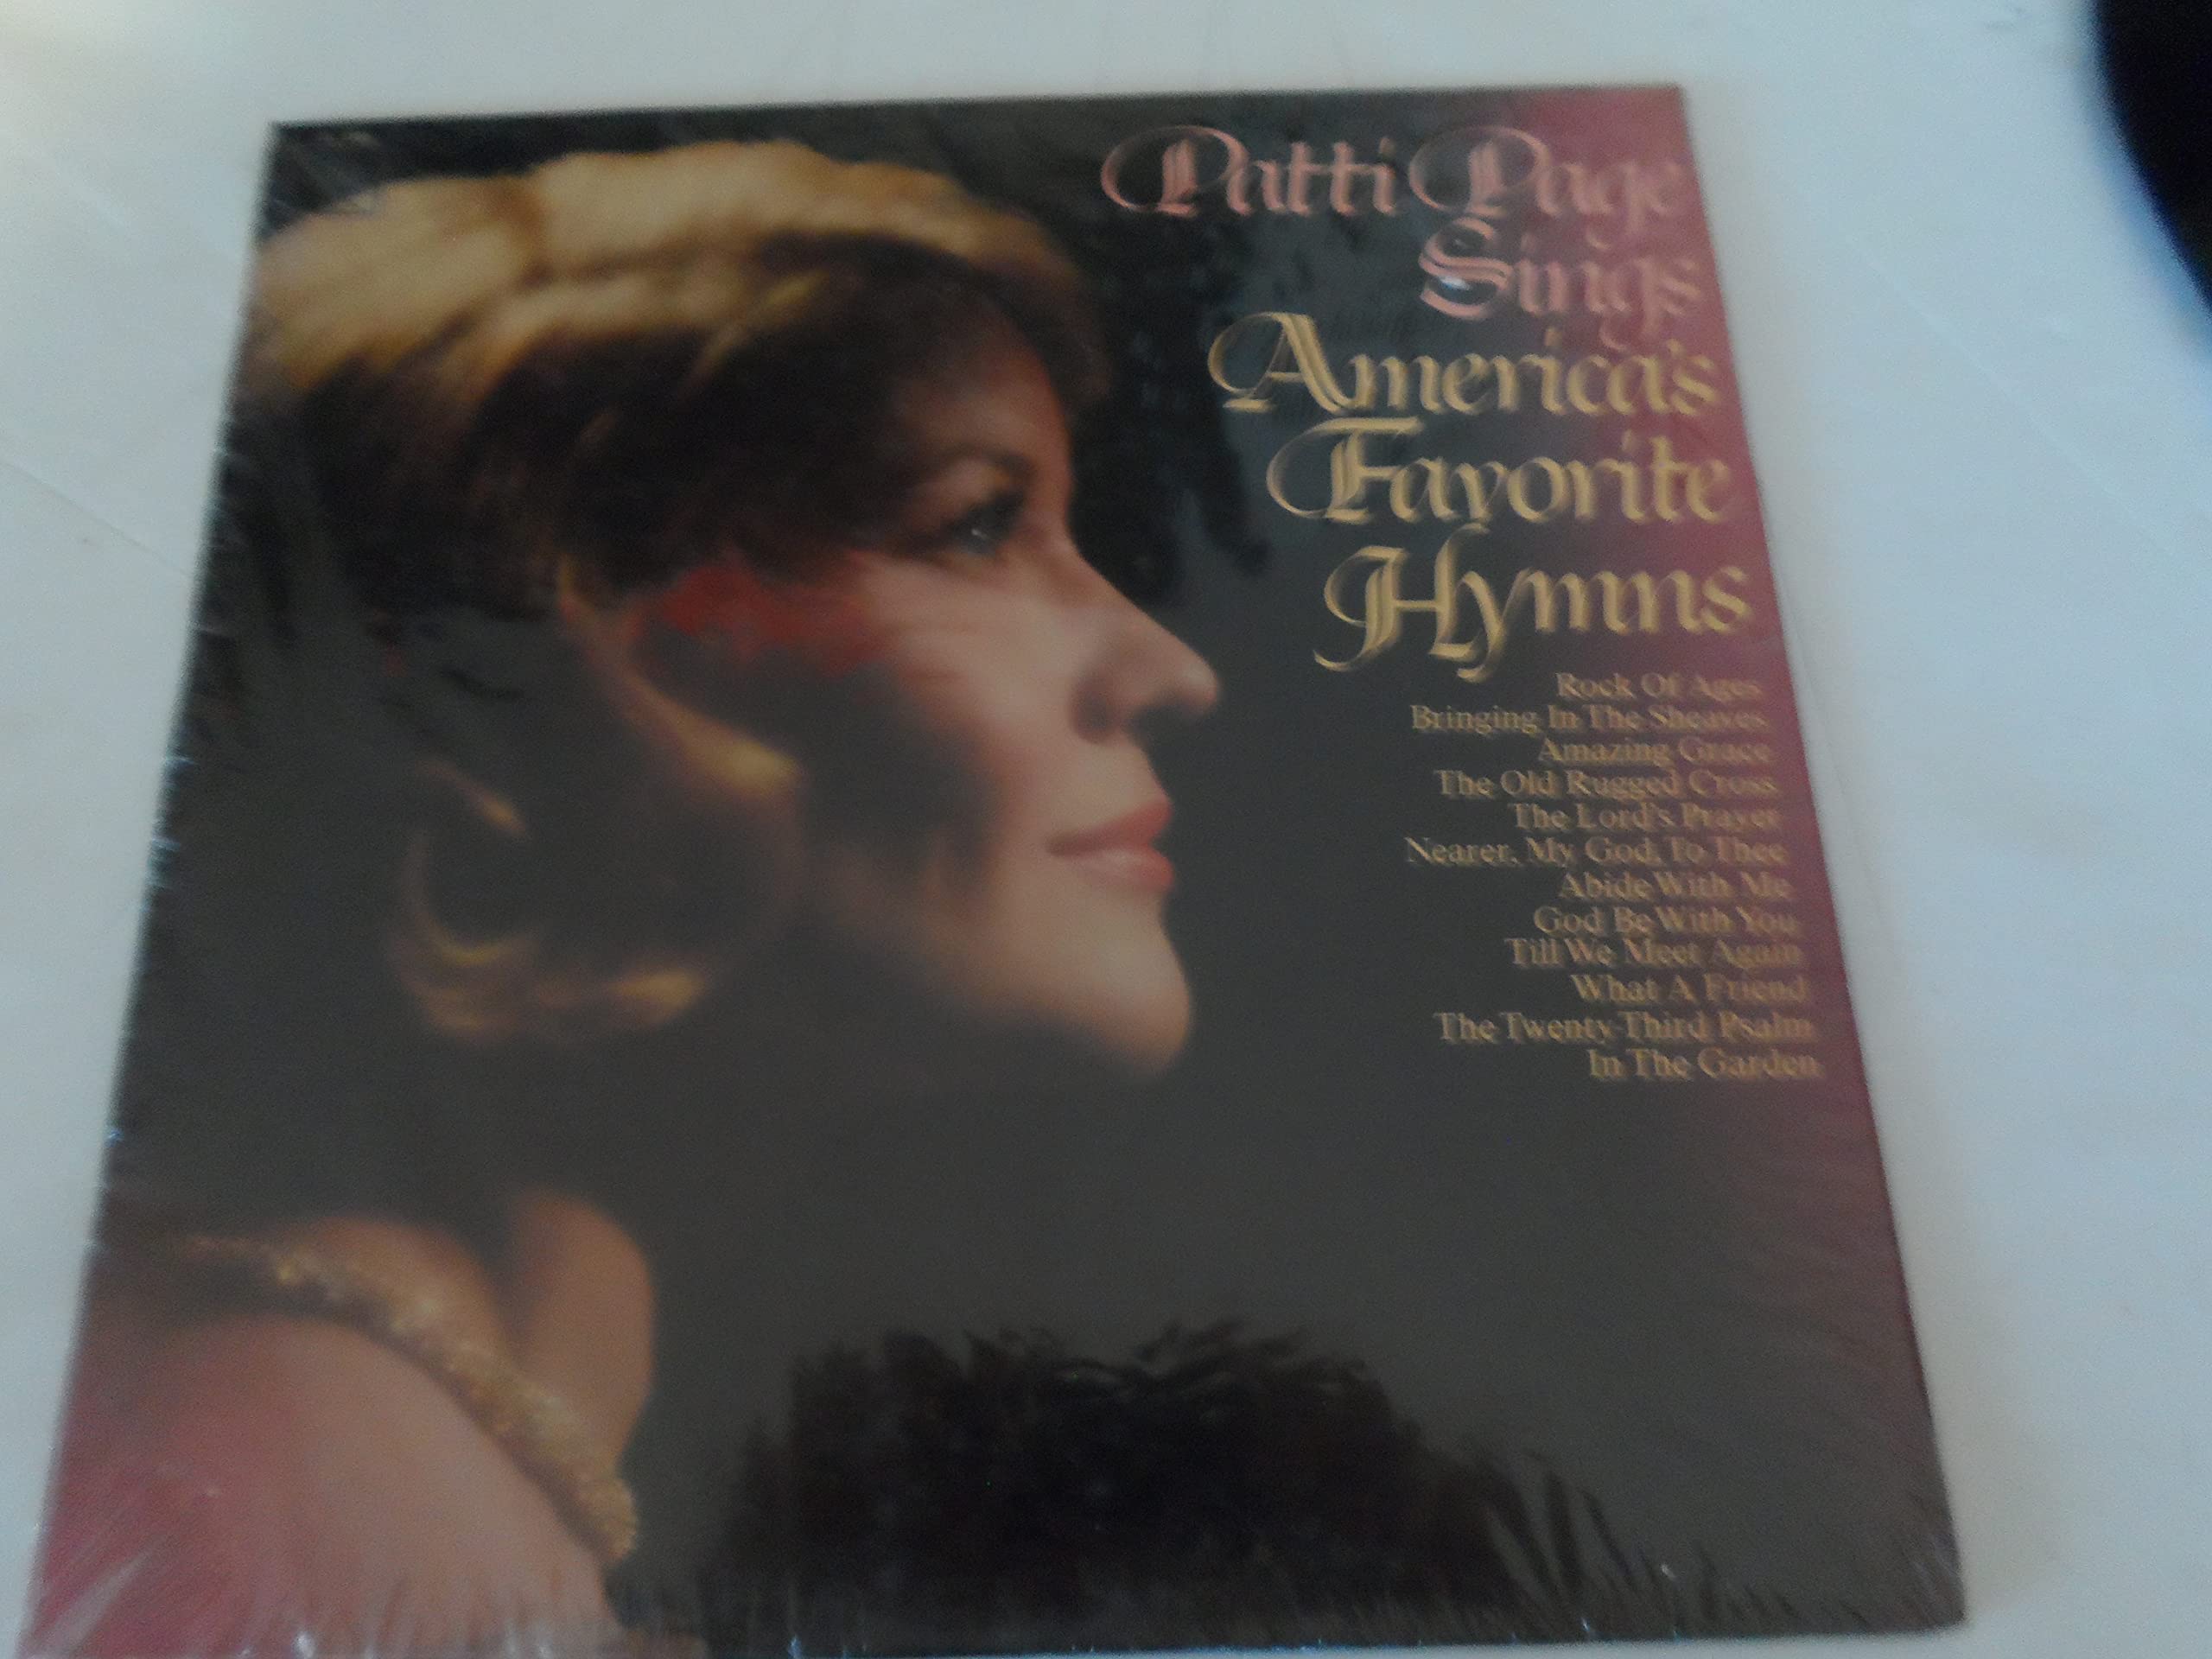 Patti Page
Sings
America's
Favorite
Hymns
Rock Of Ages
Bringing In The Sheaves
Amazing Grace
The Old Rugged Cross
The Lord's Prayer
Nearer, My God, To Thee
Abide With Me
God Be With You
Till We Meet Again
What A Friend
The Twenty-Third Psalm
In The Garden